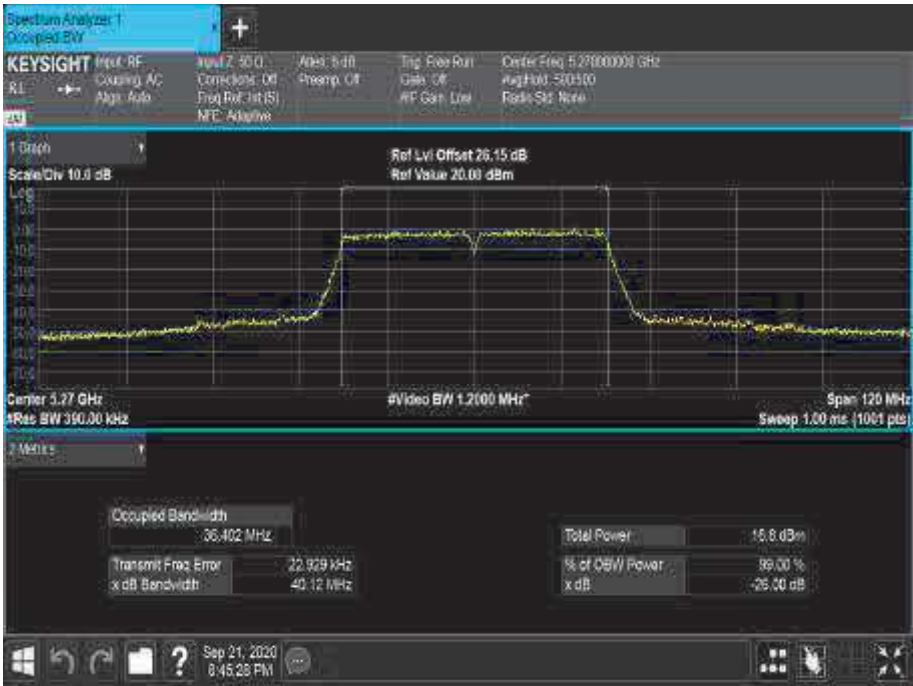 Spectrum Analyzer 1
Occupied BW
+
KEYSIGHT Input: RF
Coupling: AC
Align: Auto
Input Z: 50 Ω
Corrections: Off
Freq Ref: Int (S)
NFE: Adaptive
Atten: 6 dB
Preamp: Off
Trig: Free Run
Gate: Off
#IF Gain: Low
Center Freq: 5.270000000 GHz
Avg|Hold: 500/500
Radio Std: None
1 Graph
Scale/Div 10.0 dB
Ref Lvl Offset 26.15 dB
Ref Value 20.00 dBm
Log
Center 5.27 GHz
#Res BW 390.00 kHz
#Video BW 1.2000 MHz*
Span 120 MHz
Sweep 1.00 ms (1001 pts)
2 Metrics
Occupied Bandwidth
36.402 MHz
Transmit Freq Error 22.929 kHz
x dB Bandwidth 40.12 MHz
Total Power 16.8 dBm
% of OBW Power 99.00 %
x dB -26.00 dB
?
Sep 21, 2020
8:45:28 PM